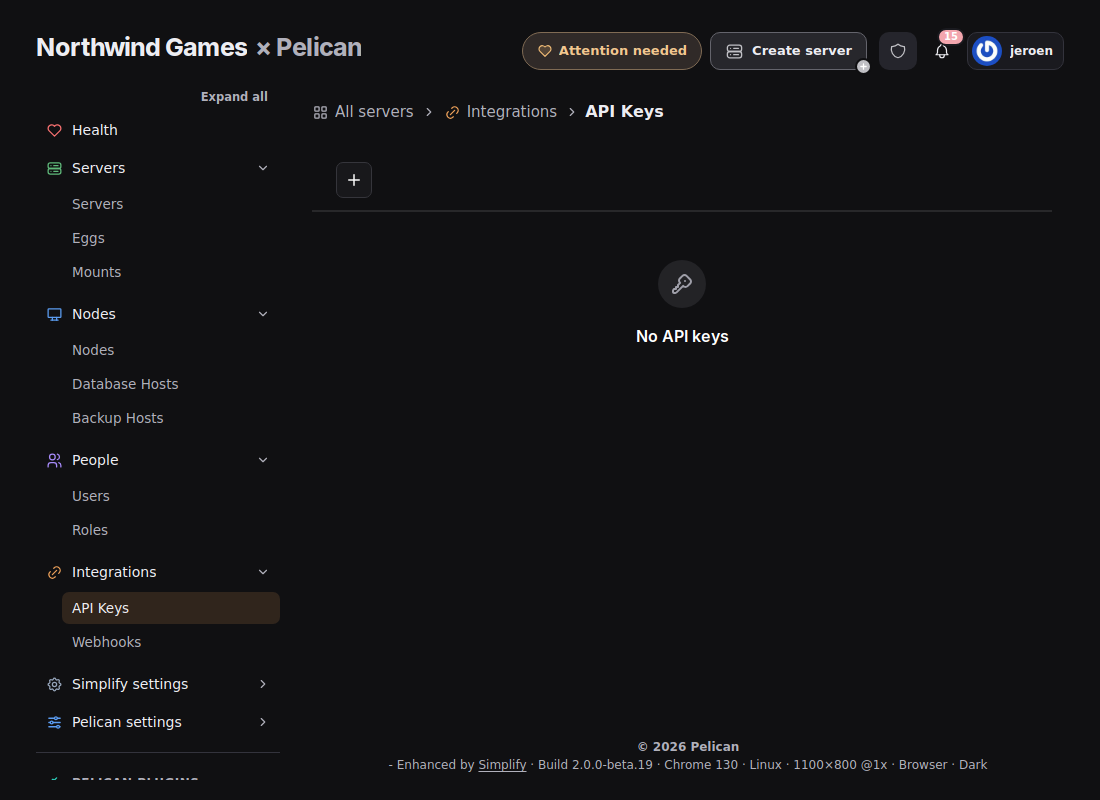 Northwind Games × Pelican
Attention needed
Create server
15
jeroen
Expand all
All servers > Integrations > API Keys
Health
Servers
Servers
Eggs
Mounts
Nodes
Nodes
Database Hosts
Backup Hosts
People
Users
Roles
Integrations
API Keys
Webhooks
Simplify settings
Pelican settings
PELICAN PLUGINS
No API keys
© 2026 Pelican
- Enhanced by Simplify · Build 2.0.0-beta.19 · Chrome 130 · Linux · 1100×800 @1x · Browser · Dark